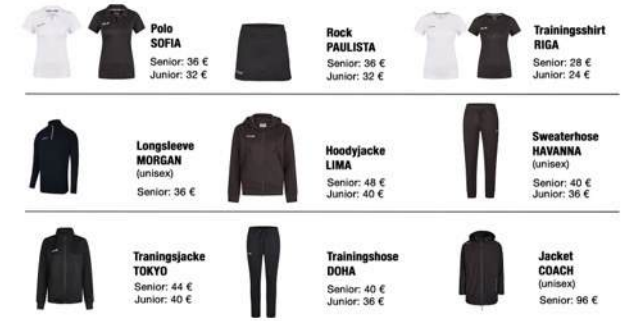 Polo
SOFIA
Senior: 36 €
Junior: 32 €
Rock
PAULISTA
Senior: 36 €
Junior: 32 €
Trainingsshirt
RIGA
Senior: 28 €
Junior: 24 €
Longsleeve
MORGAN
(unisex)
Senior: 36 €
Hoodyjacke
LIMA
Senior: 48 €
Junior: 40 €
Sweaterhose
HAVANNA
(unisex)
Senior: 40 €
Junior: 36 €
Traningsjacke
TOKYO
Senior: 44 €
Junior: 40 €
Trainingshose
DOHA
Senior: 40 €
Junior: 36 €
Jacket
COACH
(unisex)
Senior: 96 €